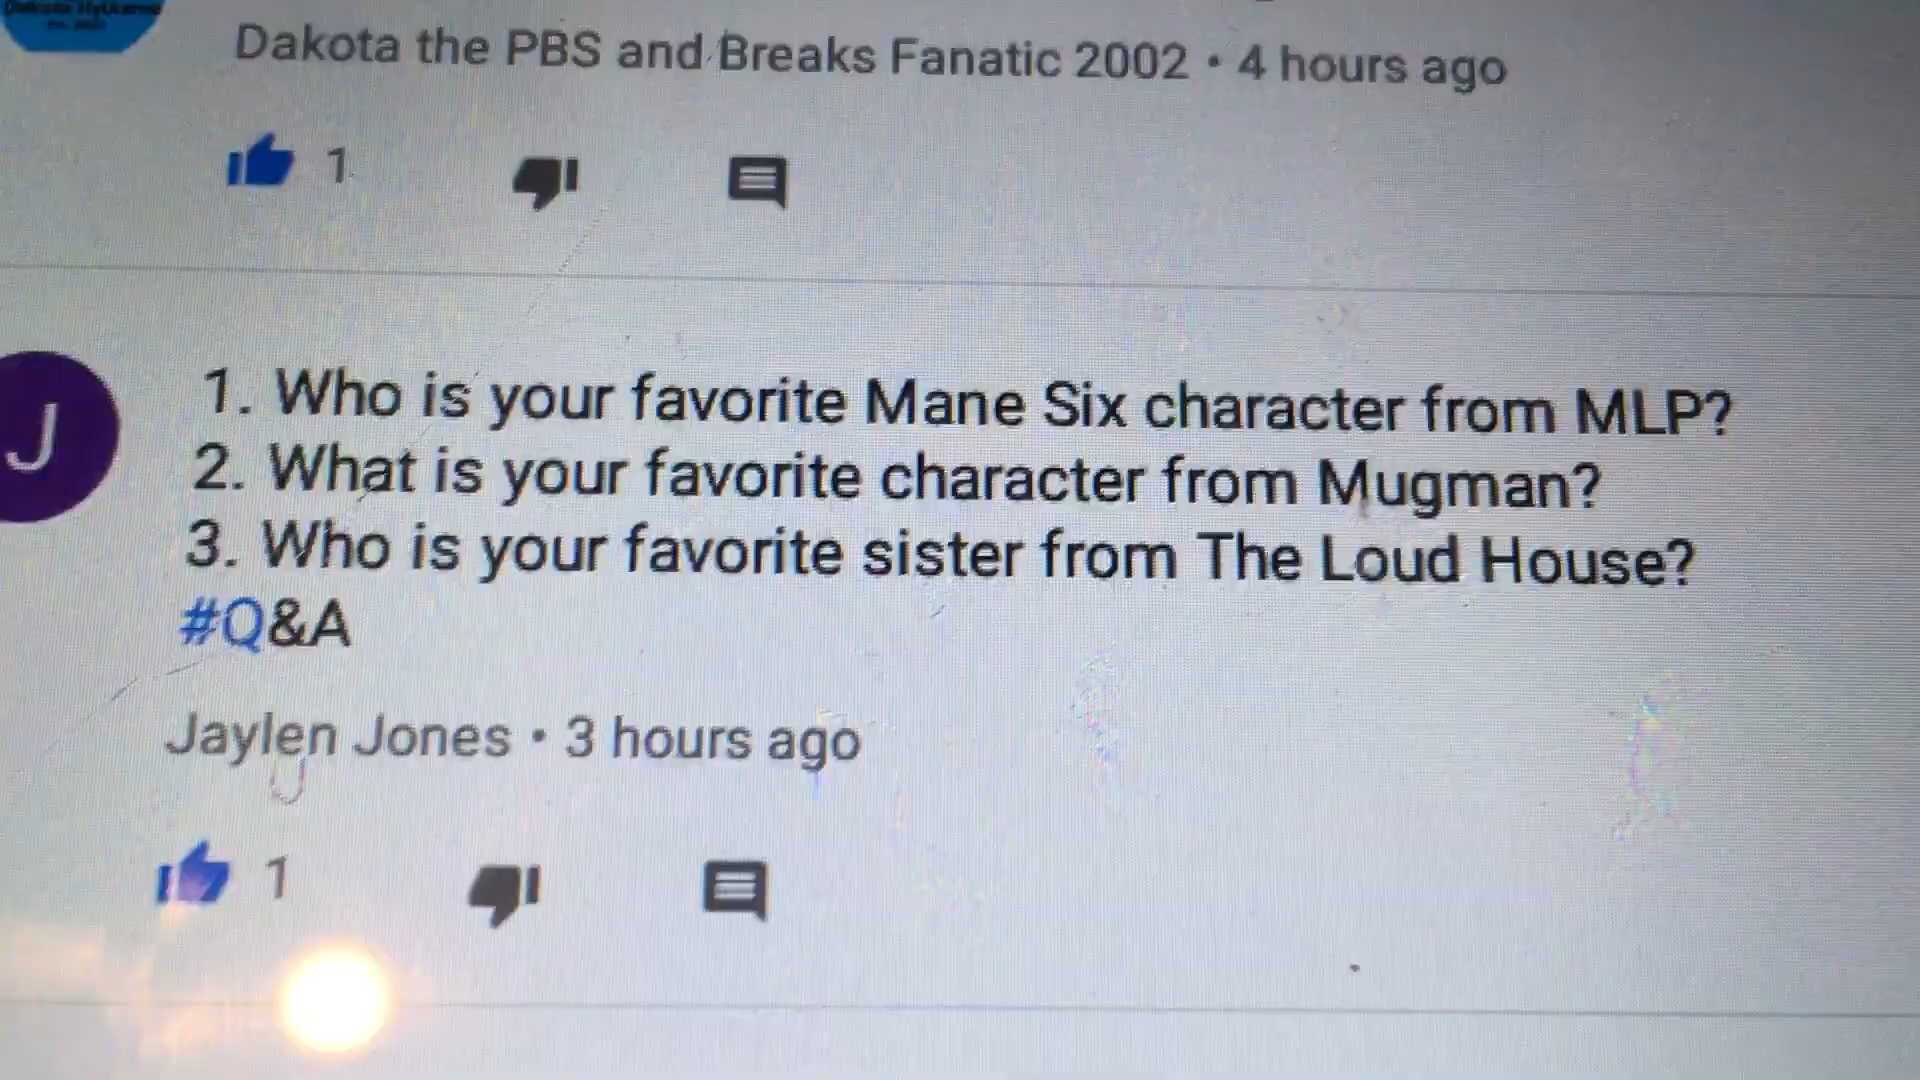 Dakota the PBS and Breaks Fanatic 2002 • 4 hours ago
1
J
1. Who is your favorite Mane Six character from MLP?
2. What is your favorite character from Mugman?
3. Who is your favorite sister from The Loud House?
#Q&A
Jaylen Jones • 3 hours ago
1